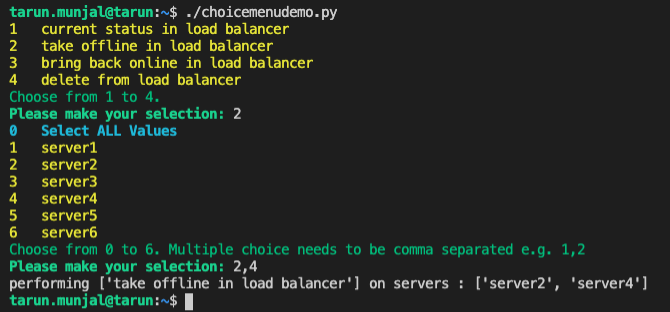 tarun.munjal@tarun:~$ ./choicemenudemo.py
1 current status in load balancer
2 take offline in load balancer
3 bring back online in load balancer
4 delete from load balancer
Choose from 1 to 4.
Please make your selection: 2
0 Select ALL Values
1 server1
2 server2
3 server3
4 server4
5 server5
6 server6
Choose from 0 to 6. Multiple choice needs to be comma separated e.g. 1,2
Please make your selection: 2,4
performing ['take offline in load balancer'] on servers : ['server2', 'server4']
tarun.munjal@tarun:~$